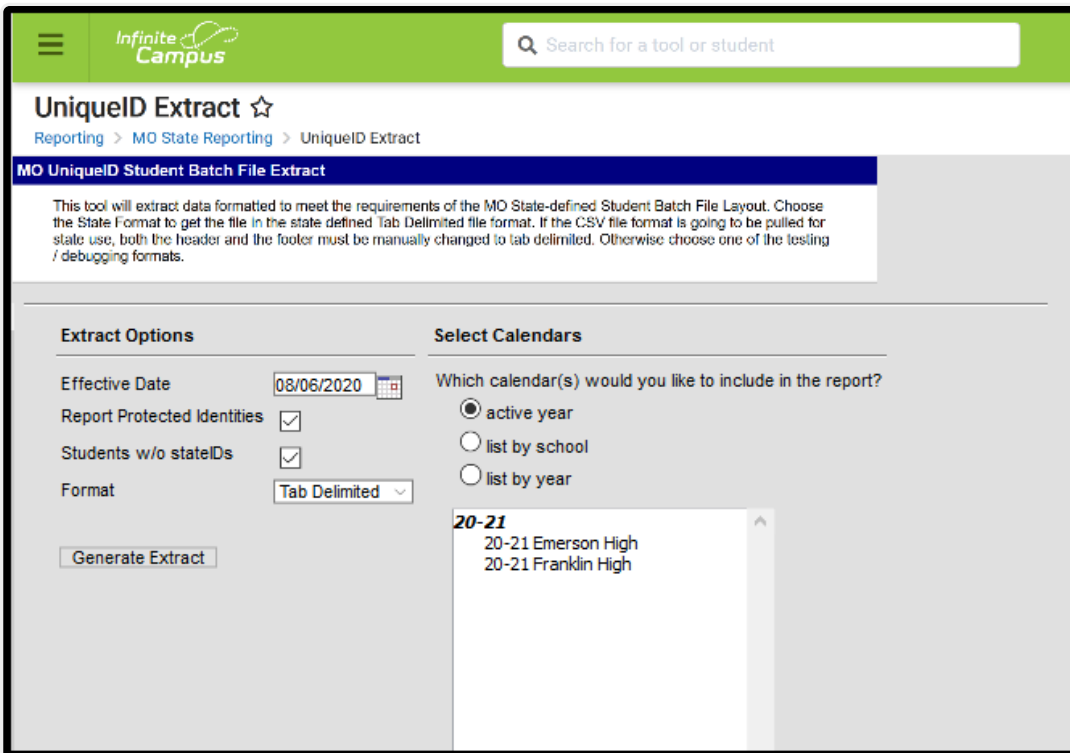 Infinite
Campus
Search for a tool or student
UniqueID Extract
Reporting > MO State Reporting > UniqueID Extract
MO UniqueID Student Batch File Extract
This tool will extract data formatted to meet the requirements of the MO State-defined Student Batch File Layout. Choose
the State Format to get the file in the state defined Tab Delimited file format. If the CSV file format is going to be pulled for
state use, both the header and the footer must be manually changed to tab delimited. Otherwise choose one of the testing
/ debugging formats.
Extract Options
Effective Date 08/06/2020
Report Protected Identities
Students w/o stateIDs
Format Tab Delimited
Generate Extract
Select Calendars
Which calendar(s) would you like to include in the report?
active year
list by school
list by year
20-21
20-21 Emerson High
20-21 Franklin High